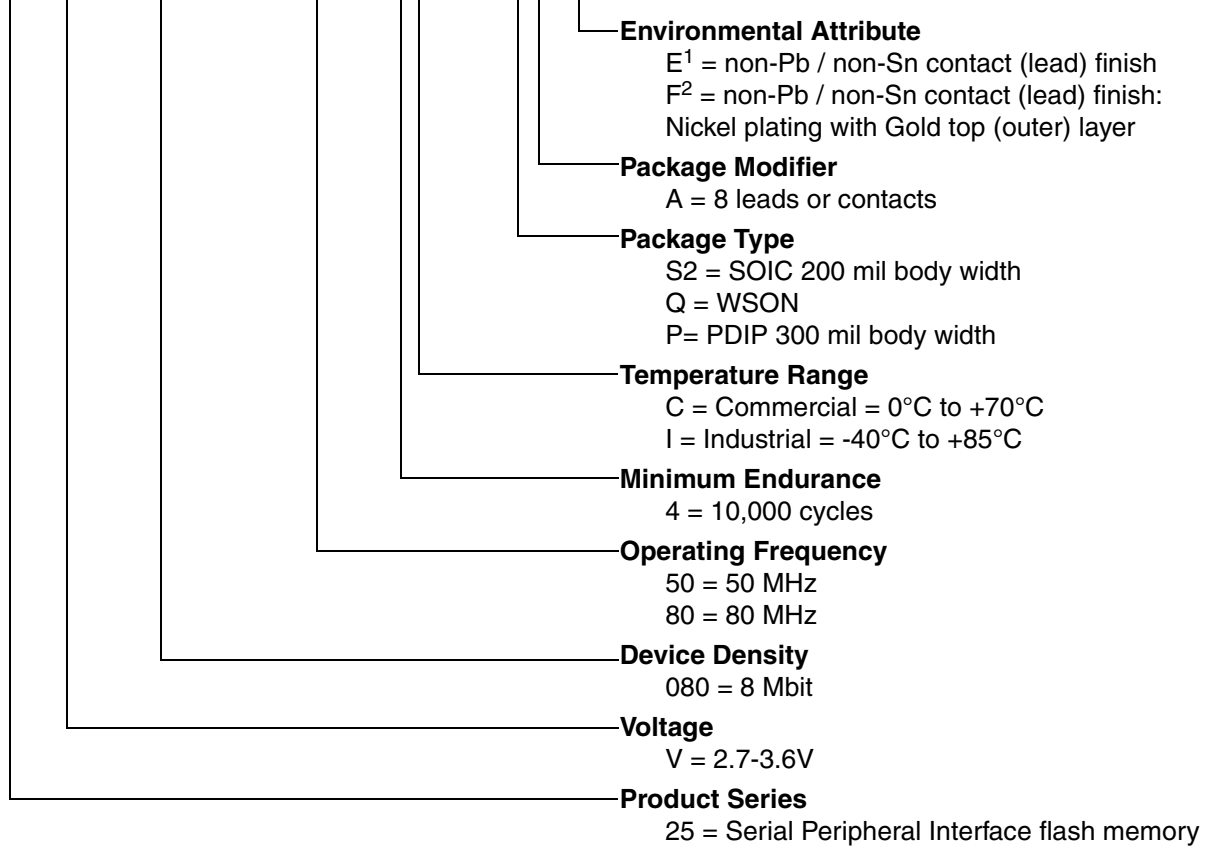 Environmental Attribute
E1 = non-Pb / non-Sn contact (lead) finish
F2 = non-Pb / non-Sn contact (lead) finish:
Nickel plating with Gold top (outer) layer
Package Modifier
A = 8 leads or contacts
Package Type
S2 = SOIC 200 mil body width
Q = WSON
P= PDIP 300 mil body width
Temperature Range
C = Commercial = 0°C to +70°C
I = Industrial = -40°C to +85°C
Minimum Endurance
4 = 10,000 cycles
Operating Frequency
50 = 50 MHz
80 = 80 MHz
Device Density
080 = 8 Mbit
Voltage
V = 2.7-3.6V
Product Series
25 = Serial Peripheral Interface flash memory